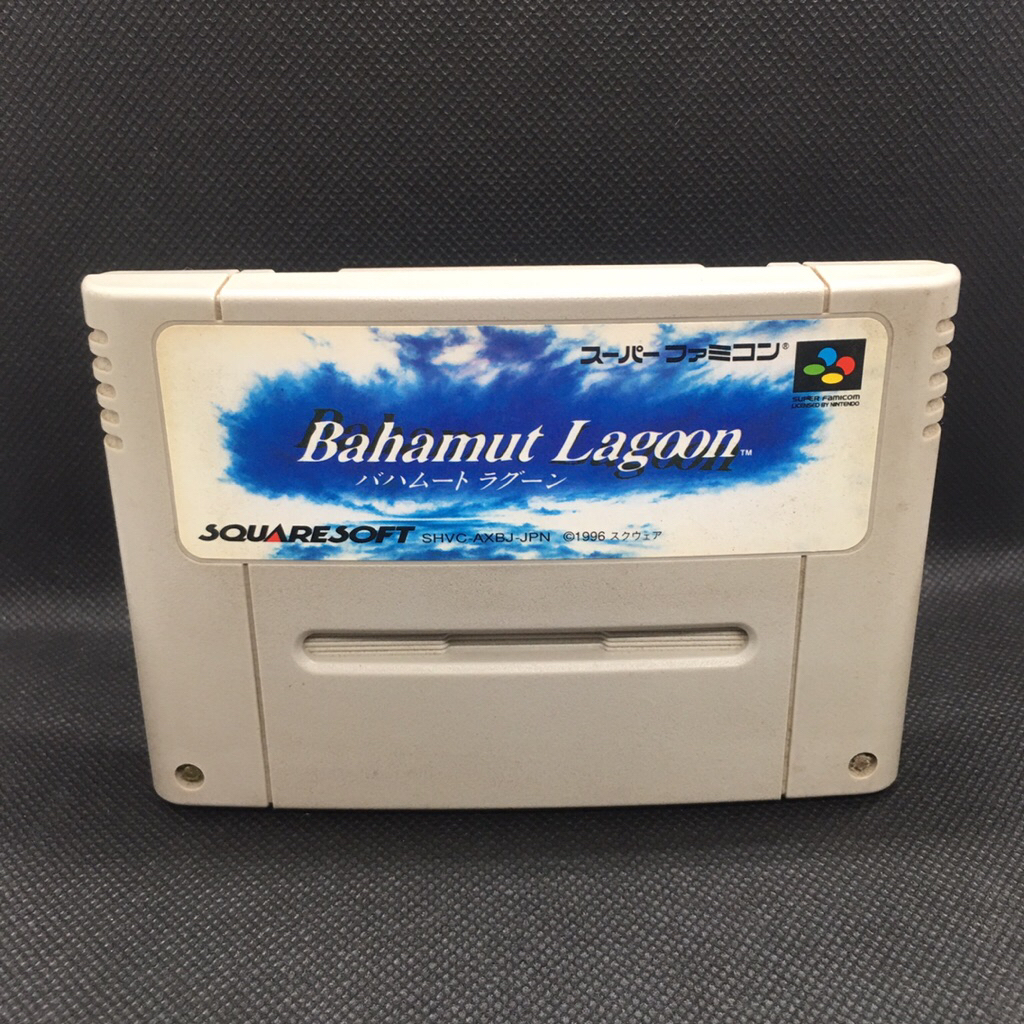 スーパーファミコン®
SUPER FAMICOM
LICENSED BY NINTENDO
Bahamut Lagoon™
バハムート ラグーン
SQUARESOFT SHVC-AXBJ-JPN ©1996 スクウェア